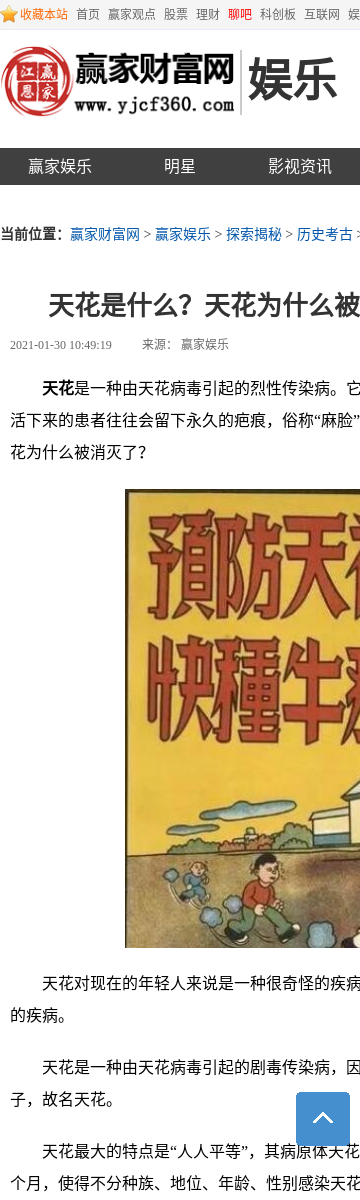 收藏本站 首页 赢家观点 股票 理财 聊吧 科创板 互联网 娱
江恩 赢家 赢家财富网 娱乐
www.yjcf360.com
赢家娱乐 明星 影视资讯
当前位置：赢家财富网 > 赢家娱乐 > 探索揭秘 > 历史考古 >
天花是什么？天花为什么被
2021-01-30 10:49:19 来源： 赢家娱乐
天花是一种由天花病毒引起的烈性传染病。它
活下来的患者往往会留下永久的疤痕，俗称“麻脸”
花为什么被消灭了？
預防天
快種牛
天花对现在的年轻人来说是一种很奇怪的疾病
的疾病。
天花是一种由天花病毒引起的剧毒传染病，因
子，故名天花。
天花最大的特点是“人人平等”，其病原体天花
个月，使得不分种族、地位、年龄、性别感染天花